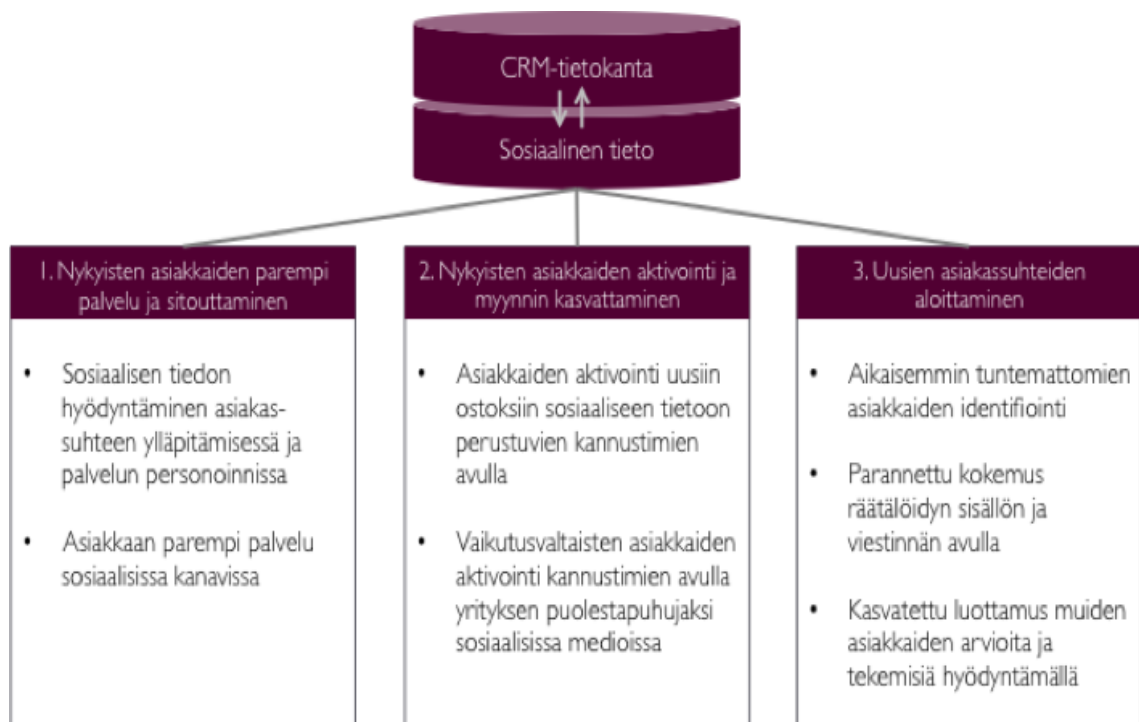 CRM-tietokanta
Sosiaalinen tieto
1. Nykyisten asiakkaiden parempi
palvelu ja sitouttaminen
• Sosiaalisen tiedon
hyödyntäminen asiakas-
suhteen ylläpitämisessä ja
palvelun personoinnissa
• Asiakkaan parempi palvelu
sosiaalisissa kanavissa
2. Nykyisten asiakkaiden aktivointi ja
myynnin kasvattaminen
• Asiakkaiden aktivointi uusiin
ostoksiin sosiaaliseen tietoon
perustuvien kannustimien
avulla
• Vaikutusvaltaisten asiakkaiden
aktivointi kannustimien avulla
yrityksen puolestapuhujaksi
sosiaalisissa medioissa
3. Uusien asiakassuhteiden
aloittaminen
• Aikaisemmin tuntemattomien
asiakkaiden identifiointi
• Parannettu kokemus
räätälöidyn sisällön ja
viestinnän avulla
• Kasvatettu luottamus muiden
asiakkaiden arvioita ja
tekemisiä hyödyntämällä